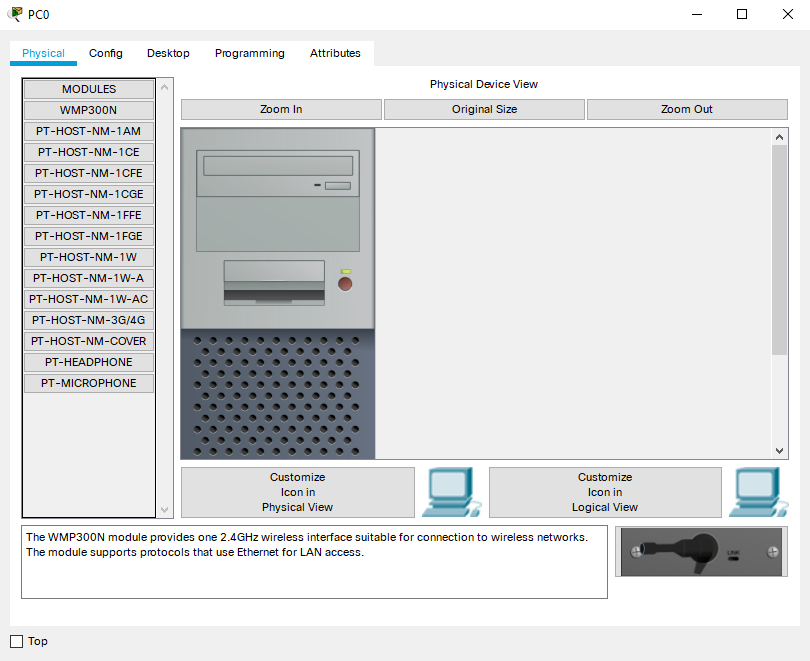 PC0
Physical Config Desktop Programming Attributes
MODULES
WMP300N
PT-HOST-NM-1AM
PT-HOST-NM-1CE
PT-HOST-NM-1CFE
PT-HOST-NM-1CGE
PT-HOST-NM-1FFE
PT-HOST-NM-1FGE
PT-HOST-NM-1W
PT-HOST-NM-1W-A
PT-HOST-NM-1W-AC
PT-HOST-NM-3G/4G
PT-HOST-NM-COVER
PT-HEADPHONE
PT-MICROPHONE
Physical Device View
Zoom In Original Size Zoom Out
Customize
Icon in
Physical View
Customize
Icon in
Logical View
The WMP300N module provides one 2.4GHz wireless interface suitable for connection to wireless networks.
The module supports protocols that use Ethernet for LAN access.
LINK
Top